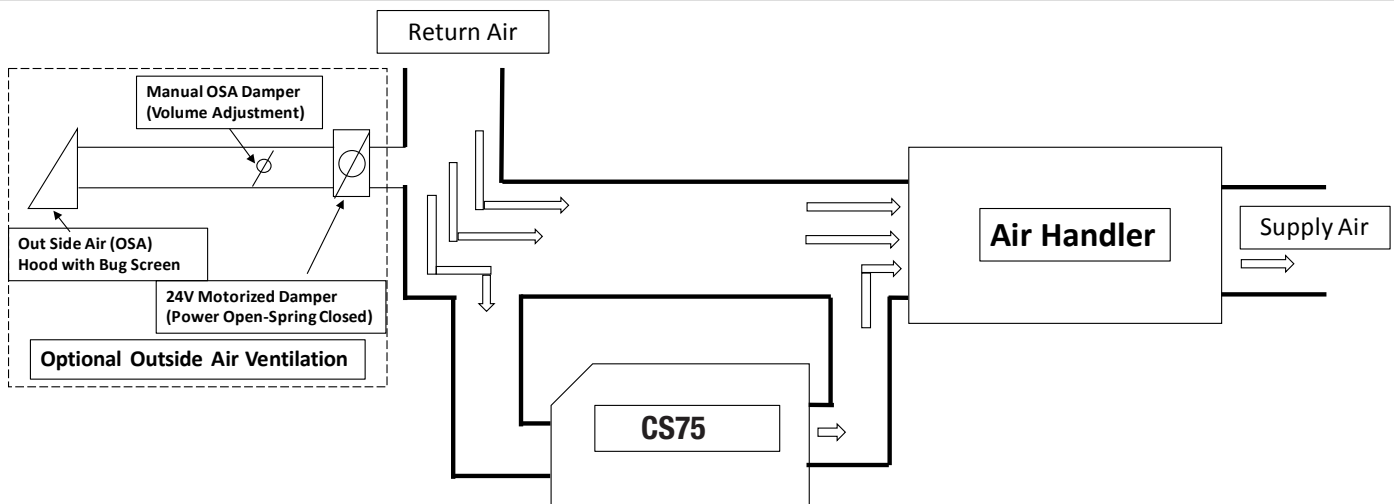 Return Air
Manual OSA Damper
(Volume Adjustment)
Out Side Air (OSA)
Hood with Bug Screen
24V Motorized Damper
(Power Open-Spring Closed)
Optional Outside Air Ventilation
Air Handler
Supply Air
CS75